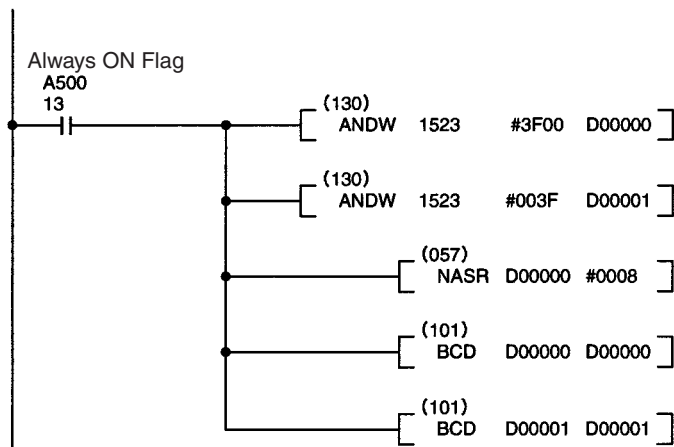 Always ON Flag
A500
13
(130)
ANDW 1523 #3F00 D00000
(130)
ANDW 1523 #003F D00001
(057)
NASR D00000 #0008
(101)
BCD D00000 D00000
(101)
BCD D00001 D00001